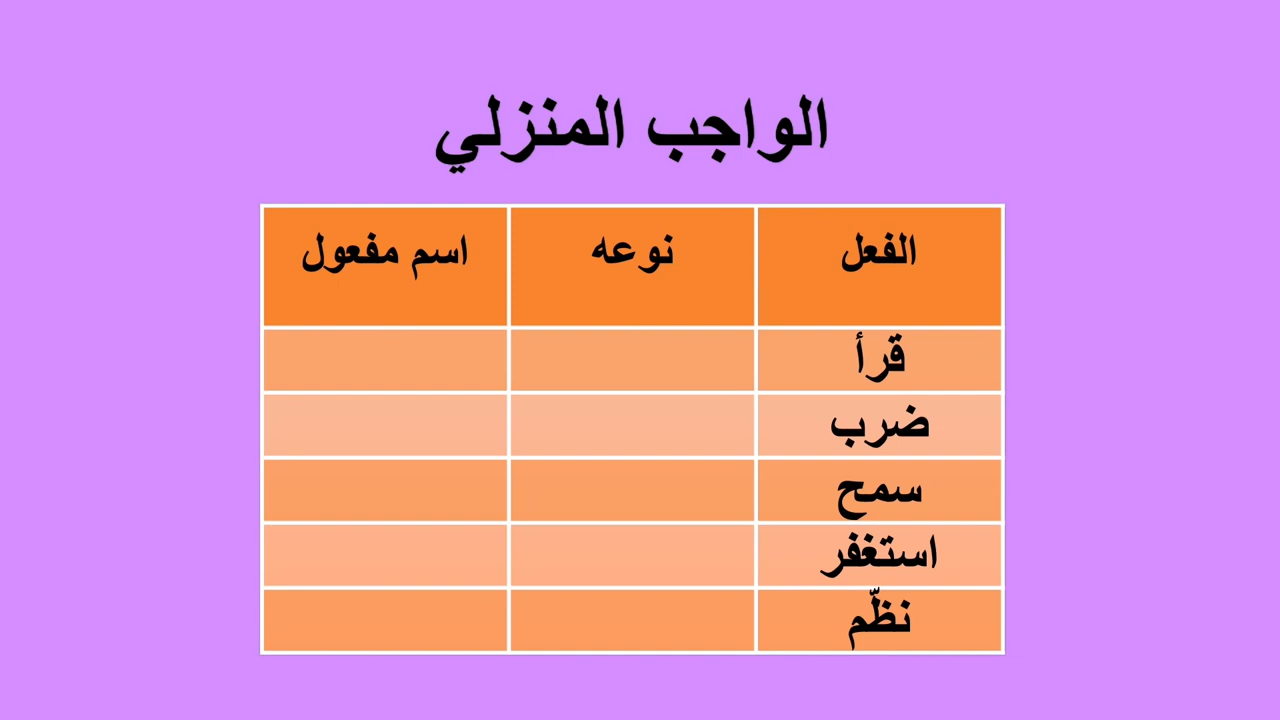 الواجب المنزلي
الفعل نوعه اسم مفعول
قرأ
ضرب
سمح
استغفر
نظّم